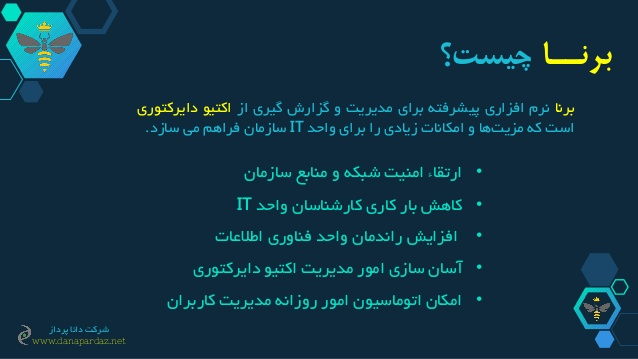 برنـــا چیست؟
برنا نرم افزاری پیشرفته برای مدیریت و گزارش گیری از اکتیو دایرکتوری
است که مزیت‌ها و امکانات زیادی را برای واحد IT سازمان فراهم می سازد.
• ارتقاء امنیت شبکه و منابع سازمان
• کاهش بار کاری کارشناسان واحد IT
• افزایش راندمان واحد فناوری اطلاعات
• آسان سازی امور مدیریت اکتیو دایرکتوری
• امکان اتوماسیون امور روزانه مدیریت کاربران
شرکت دانا پرداز
www.danapardaz.net